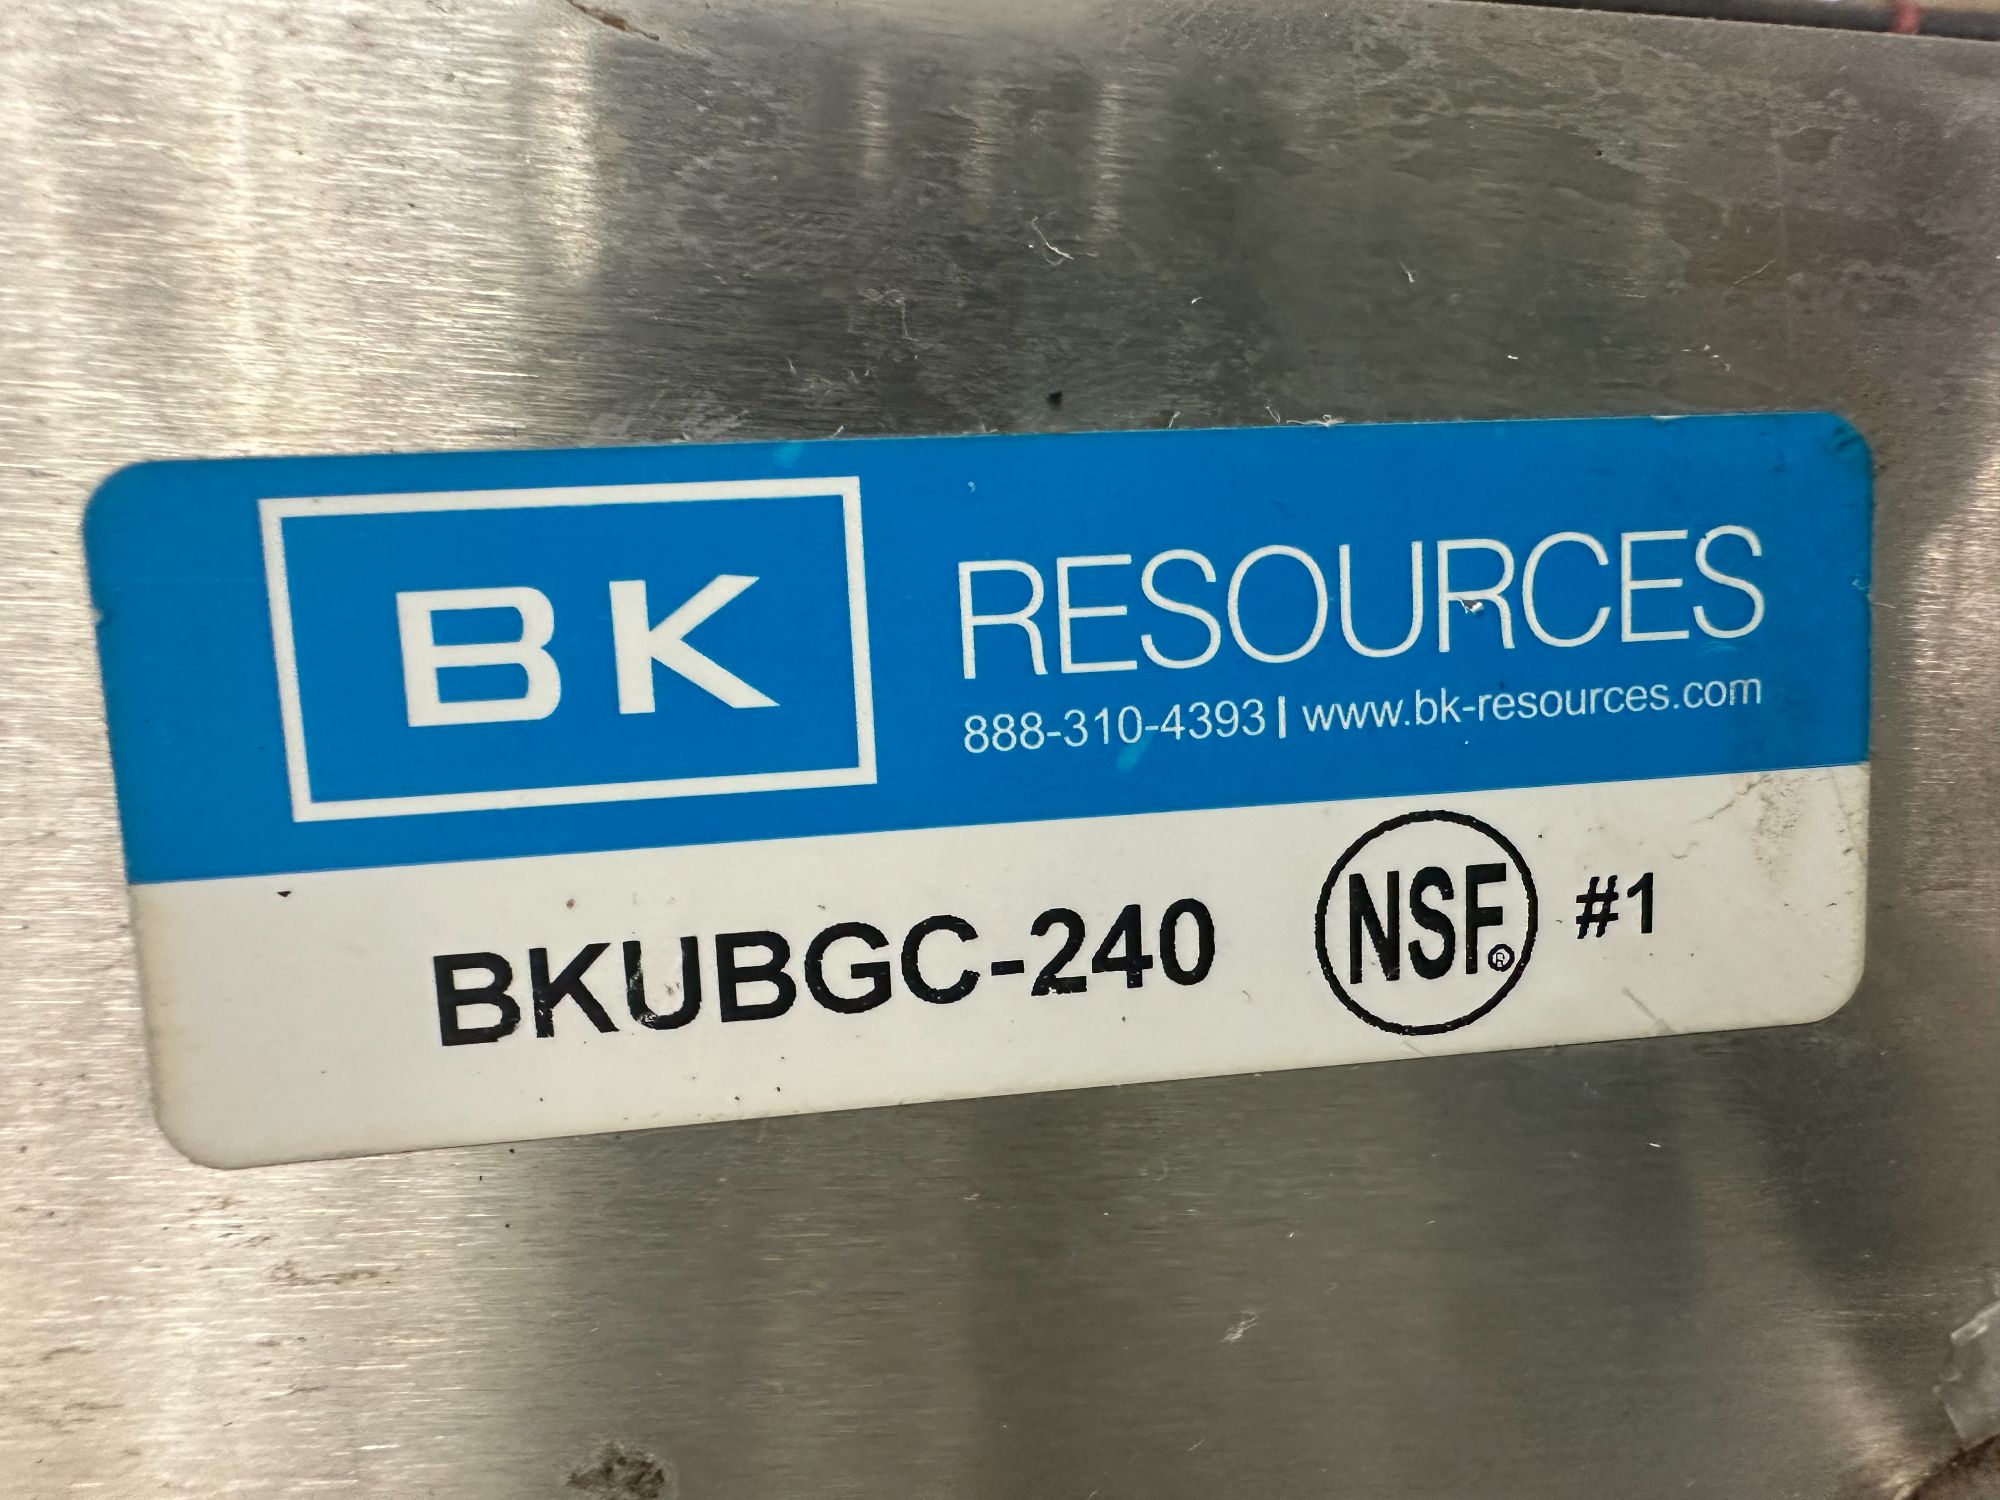 BK RESOURCES
888-310-4393 | www.bk-resources.com
BKUBGC-240 NSF® #1